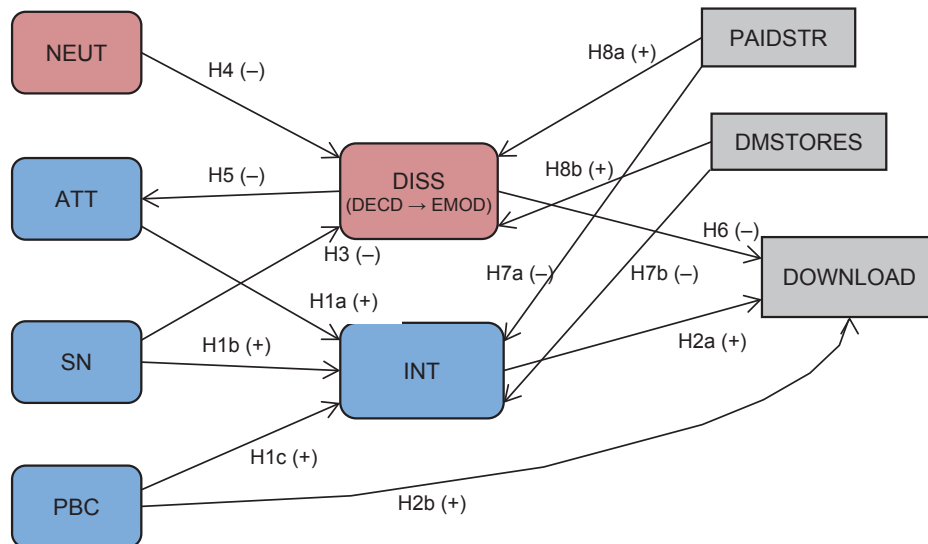 NEUT
H4 (–)
H8a (+)
PAIDSTR
DMSTORES
ATT
H5 (–)
DISS
(DECD → EMOD)
H8b (+)
H3 (–)
H6 (–)
H7a (–)
H7b (–)
DOWNLOAD
H1a (+)
SN
H1b (+)
INT
H2a (+)
H1c (+)
PBC
H2b (+)